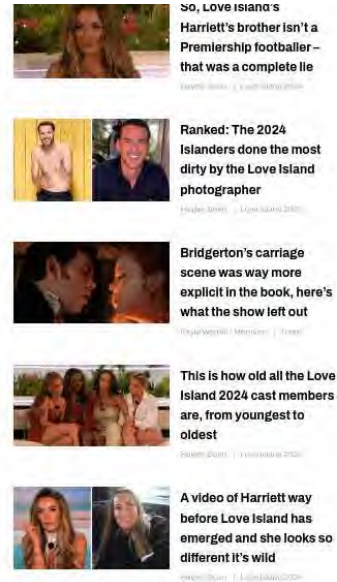 So, Love Island's
Harriett's brother isn't a
Premiership footballer –
that was a complete lie
Ranked: The 2024
Islanders done the most
dirty by the Love Island
photographer
Bridgerton's carriage
scene was way more
explicit in the book, here's
what the show left out
This is how old all the Love
Island 2024 cast members
are, from youngest to
oldest
A video of Harriett way
before Love Island has
emerged and she looks so
different it's wild